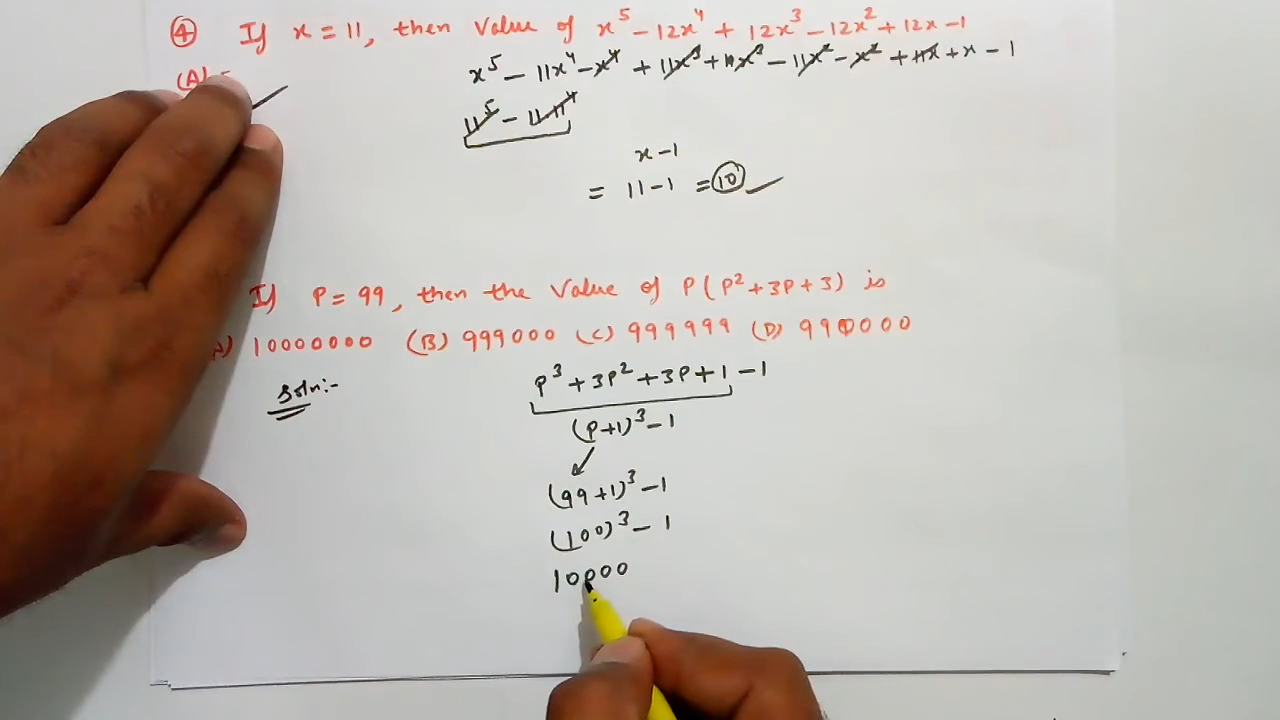 ④ If x = 11, then value of x⁵ - 12x⁴ + 12x³ - 12x² + 12x - 1
(A)
x⁵ - 11x⁴ - x⁴ + 11x³ + x³ - 11x² - x² + 11x + x - 1
11⁵ - 11·11⁴
x - 1
= 11 - 1 = 10
If P = 99, then the value of P(P² + 3P + 3) is
) 10000000 (B) 999000 (C) 999999 (D) 990000
Soln:-
P³ + 3P² + 3P + 1 - 1
(P+1)³ - 1
(99+1)³ - 1
(100)³ - 1
10000